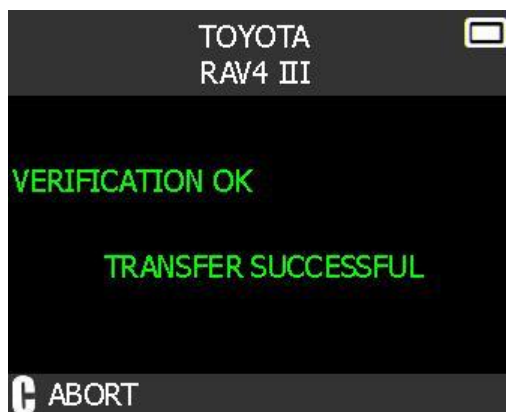 TOYOTA
RAV4 III
VERIFICATION OK
TRANSFER SUCCESSFUL
C ABORT